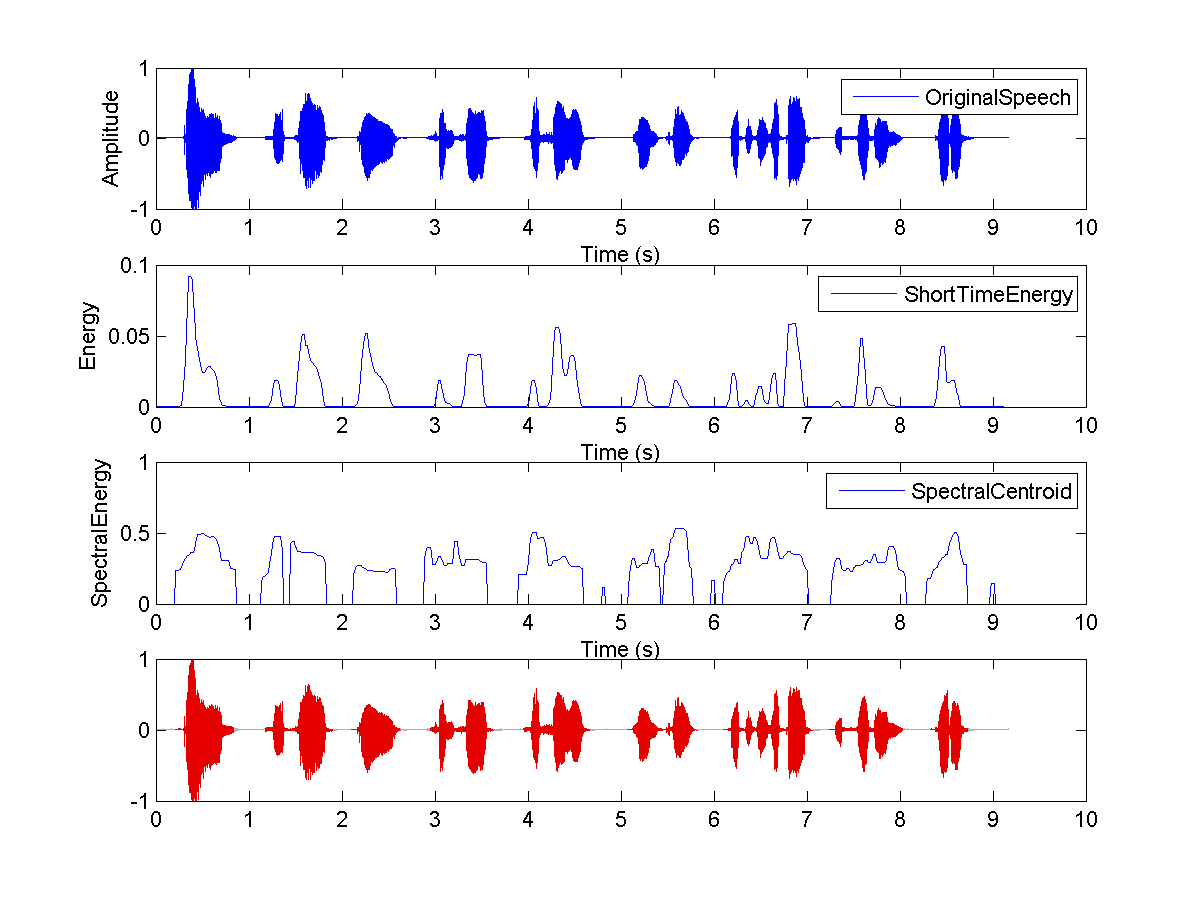 Amplitude
1
0
-1
OriginalSpeech
0 1 2 3 4 5 6 7 8 9 10
Time (s)
Energy
0.1
0.05
0
ShortTimeEnergy
0 1 2 3 4 5 6 7 8 9 10
Time (s)
SpectralEnergy
1
0.5
0
SpectralCentroid
0 1 2 3 4 5 6 7 8 9 10
Time (s)
1
0
-1
0 1 2 3 4 5 6 7 8 9 10